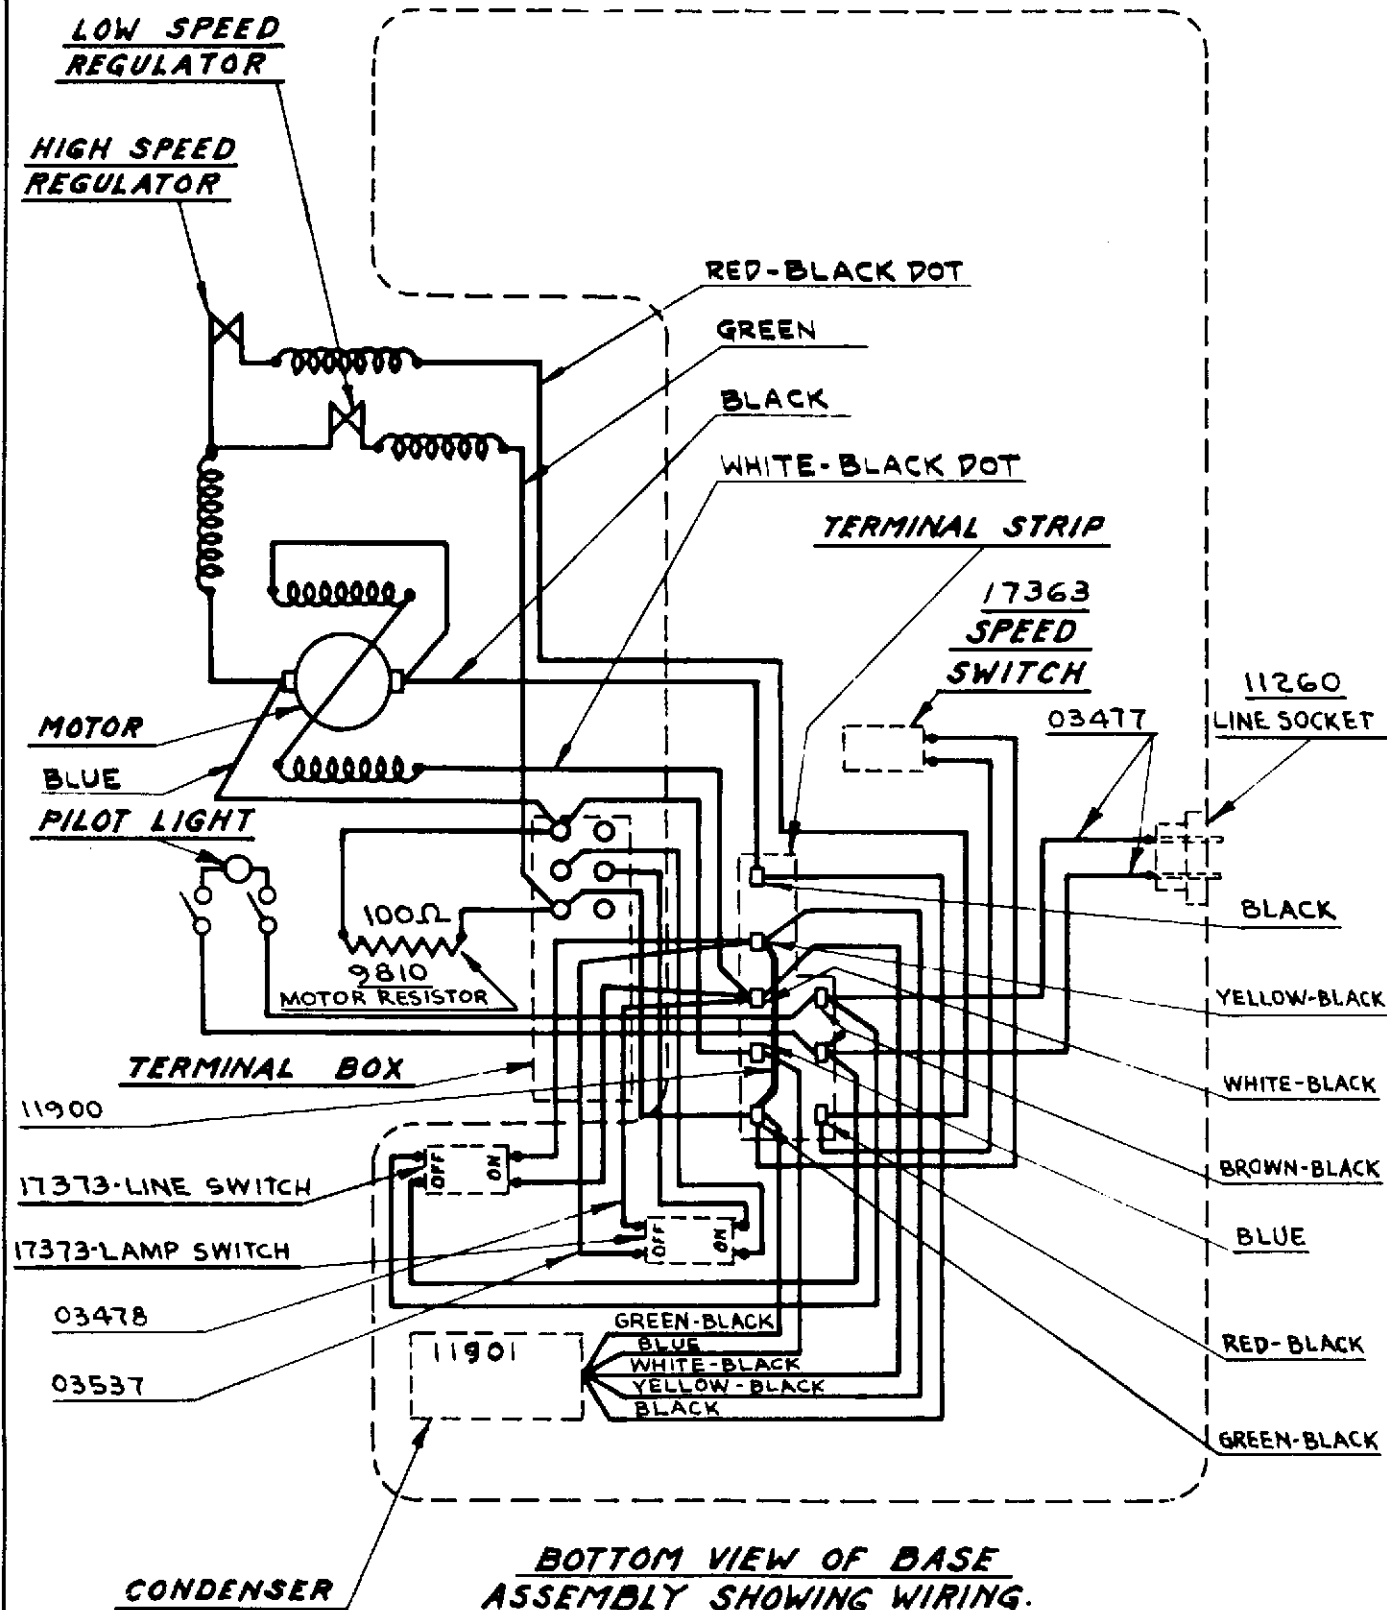 LOW SPEED
REGULATOR
HIGH SPEED
REGULATOR
RED-BLACK DOT
GREEN
BLACK
WHITE-BLACK DOT
TERMINAL STRIP
17363
SPEED
SWITCH
11260
LINE SOCKET
03477
MOTOR
BLUE
PILOT LIGHT
100Ω
9810
MOTOR RESISTOR
BLACK
YELLOW-BLACK
WHITE-BLACK
BROWN-BLACK
BLUE
RED-BLACK
GREEN-BLACK
TERMINAL BOX
11900
OFF
ON
17373-LINE SWITCH
17373-LAMP SWITCH
OFF
ON
03478
03537
11901
GREEN-BLACK
BLUE
WHITE-BLACK
YELLOW-BLACK
BLACK
CONDENSER
BOTTOM VIEW OF BASE
ASSEMBLY SHOWING WIRING.